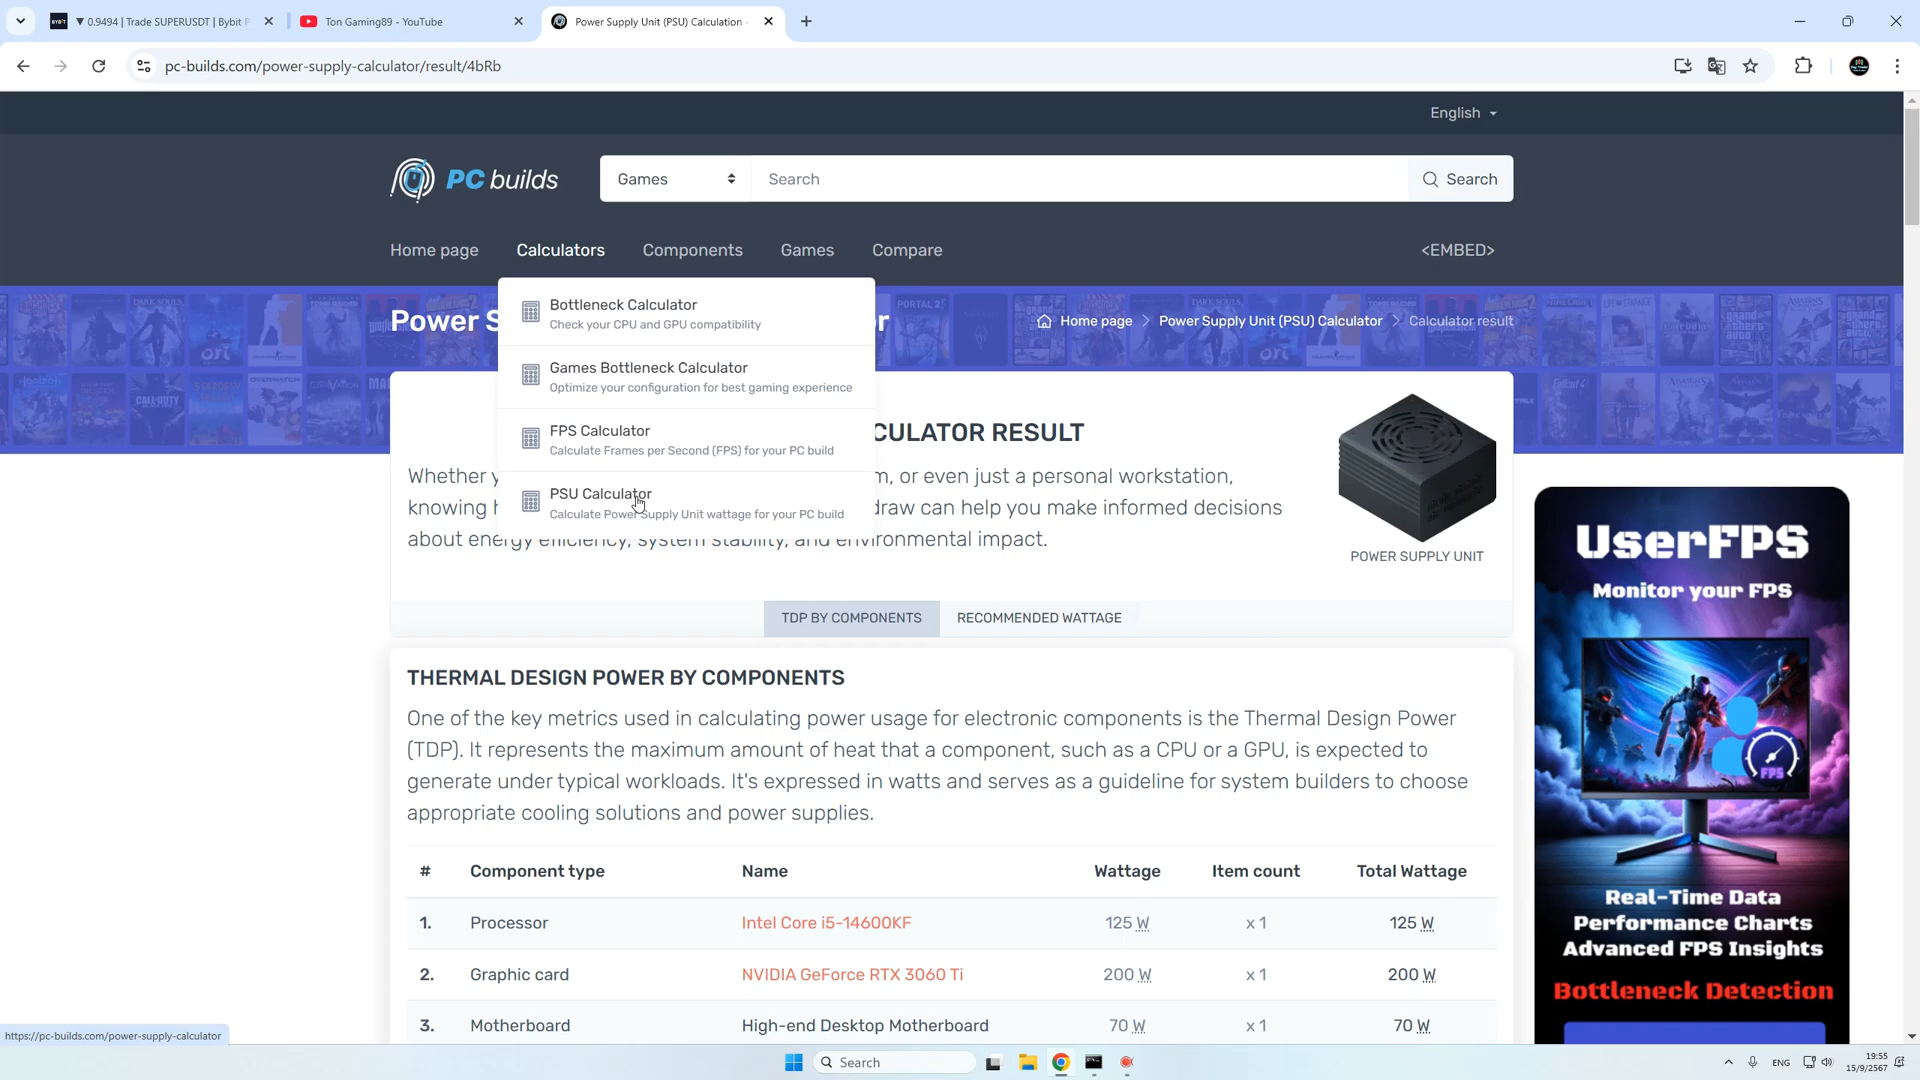 0.9494 | Trade SUPERUSDT | Bybit P
Ton Gaming89 - YouTube
Power Supply Unit (PSU) Calculation -
pc-builds.com/power-supply-calculator/result/4bRb
English
PC builds
Games
Search
Search
Home page
Calculators
Components
Games
Compare
<EMBED>
Bottleneck Calculator
Check your CPU and GPU compatibility
Games Bottleneck Calculator
Optimize your configuration for best gaming experience
FPS Calculator
Calculate Frames per Second (FPS) for your PC build
PSU Calculator
Calculate Power Supply Unit wattage for your PC build
Power S
or
Home page
Power Supply Unit (PSU) Calculator
Calculator result
CULATOR RESULT
Whether y
m, or even just a personal workstation,
knowing h
draw can help you make informed decisions
about energy efficiency, system stability, and environmental impact.
POWER SUPPLY UNIT
TDP BY COMPONENTS
RECOMMENDED WATTAGE
THERMAL DESIGN POWER BY COMPONENTS
One of the key metrics used in calculating power usage for electronic components is the Thermal Design Power
(TDP). It represents the maximum amount of heat that a component, such as a CPU or a GPU, is expected to
generate under typical workloads. It's expressed in watts and serves as a guideline for system builders to choose
appropriate cooling solutions and power supplies.
# Component type Name Wattage Item count Total Wattage
1. Processor Intel Core i5-14600KF 125 W x 1 125 W
2. Graphic card NVIDIA GeForce RTX 3060 Ti 200 W x 1 200 W
3. Motherboard High-end Desktop Motherboard 70 W x 1 70 W
UserFPS
Monitor your FPS
FPS
Real-Time Data
Performance Charts
Advanced FPS Insights
Bottleneck Detection
https://pc-builds.com/power-supply-calculator
Search
ENG
19:55
15/9/2567